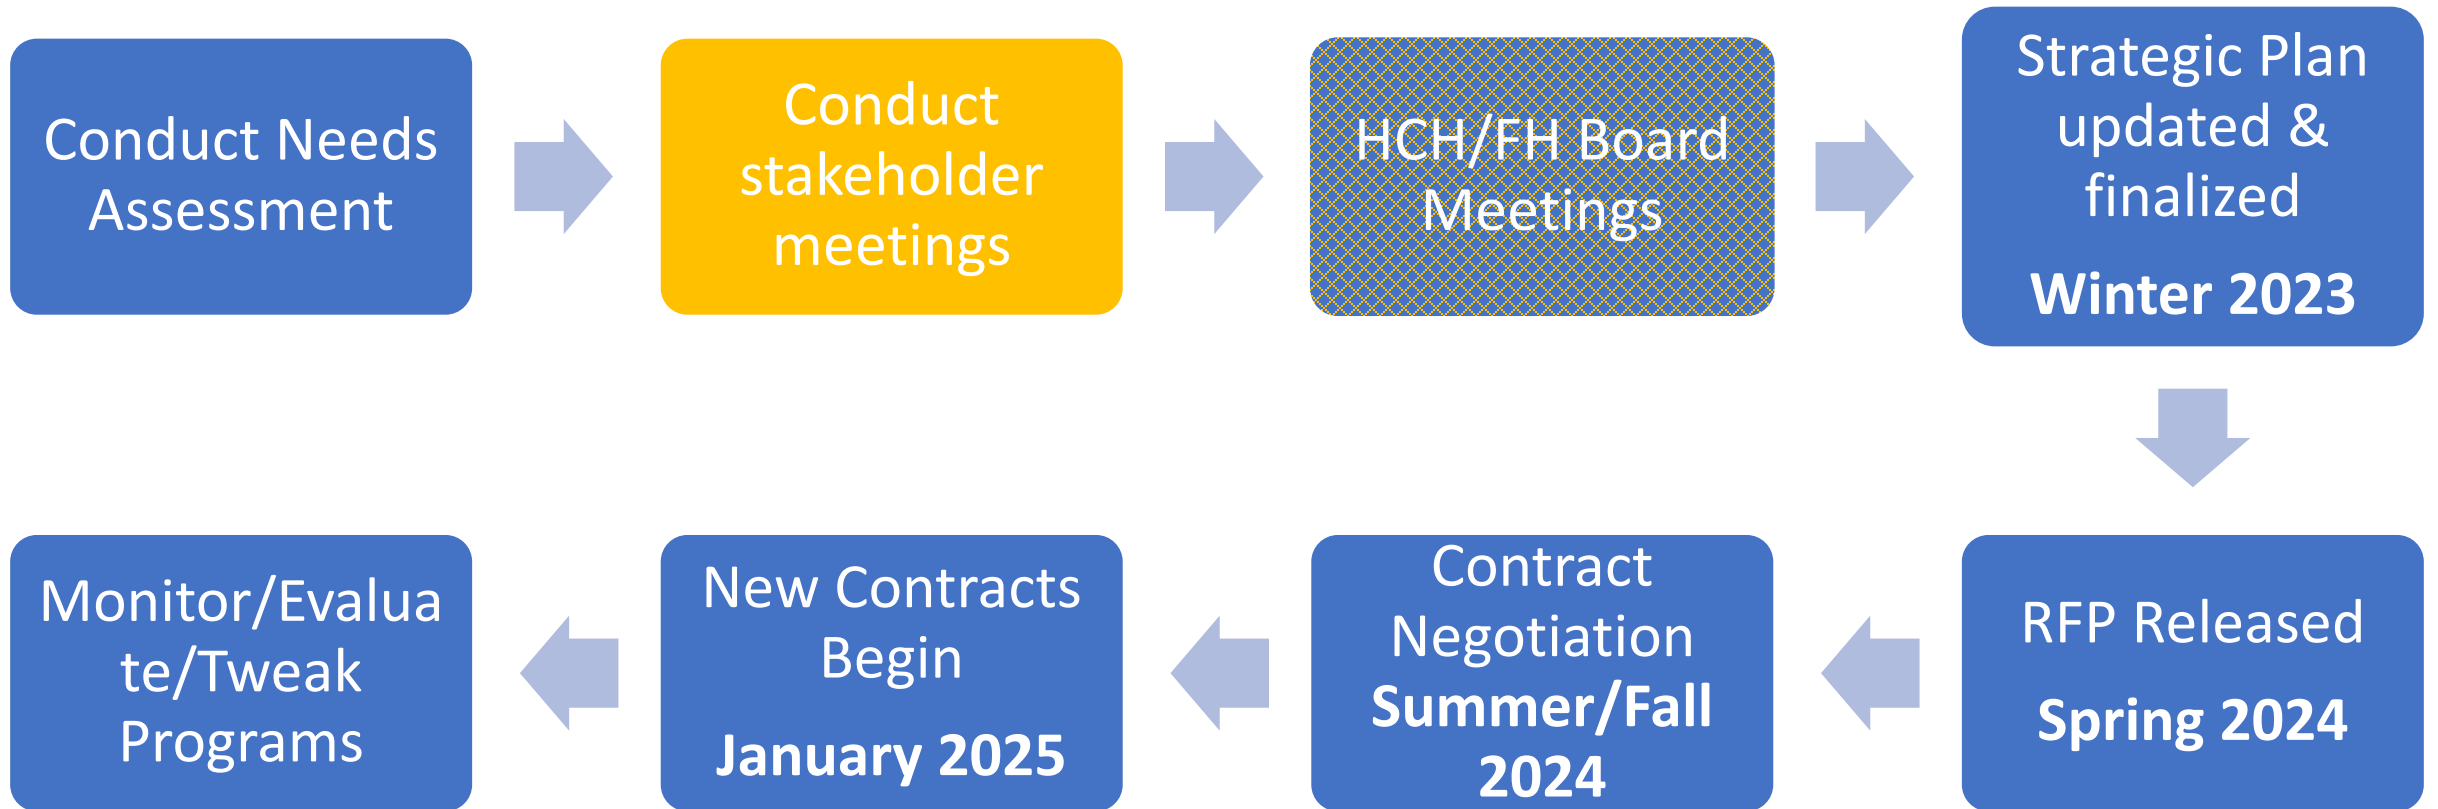 Conduct Needs
Assessment
Conduct
stakeholder
meetings
HCH/FH Board
Meetings
Strategic Plan
updated &
finalized
Winter 2023
RFP Released
Spring 2024
Contract
Negotiation
Summer/Fall
2024
New Contracts
Begin
January 2025
Monitor/Evalua
te/Tweak
Programs